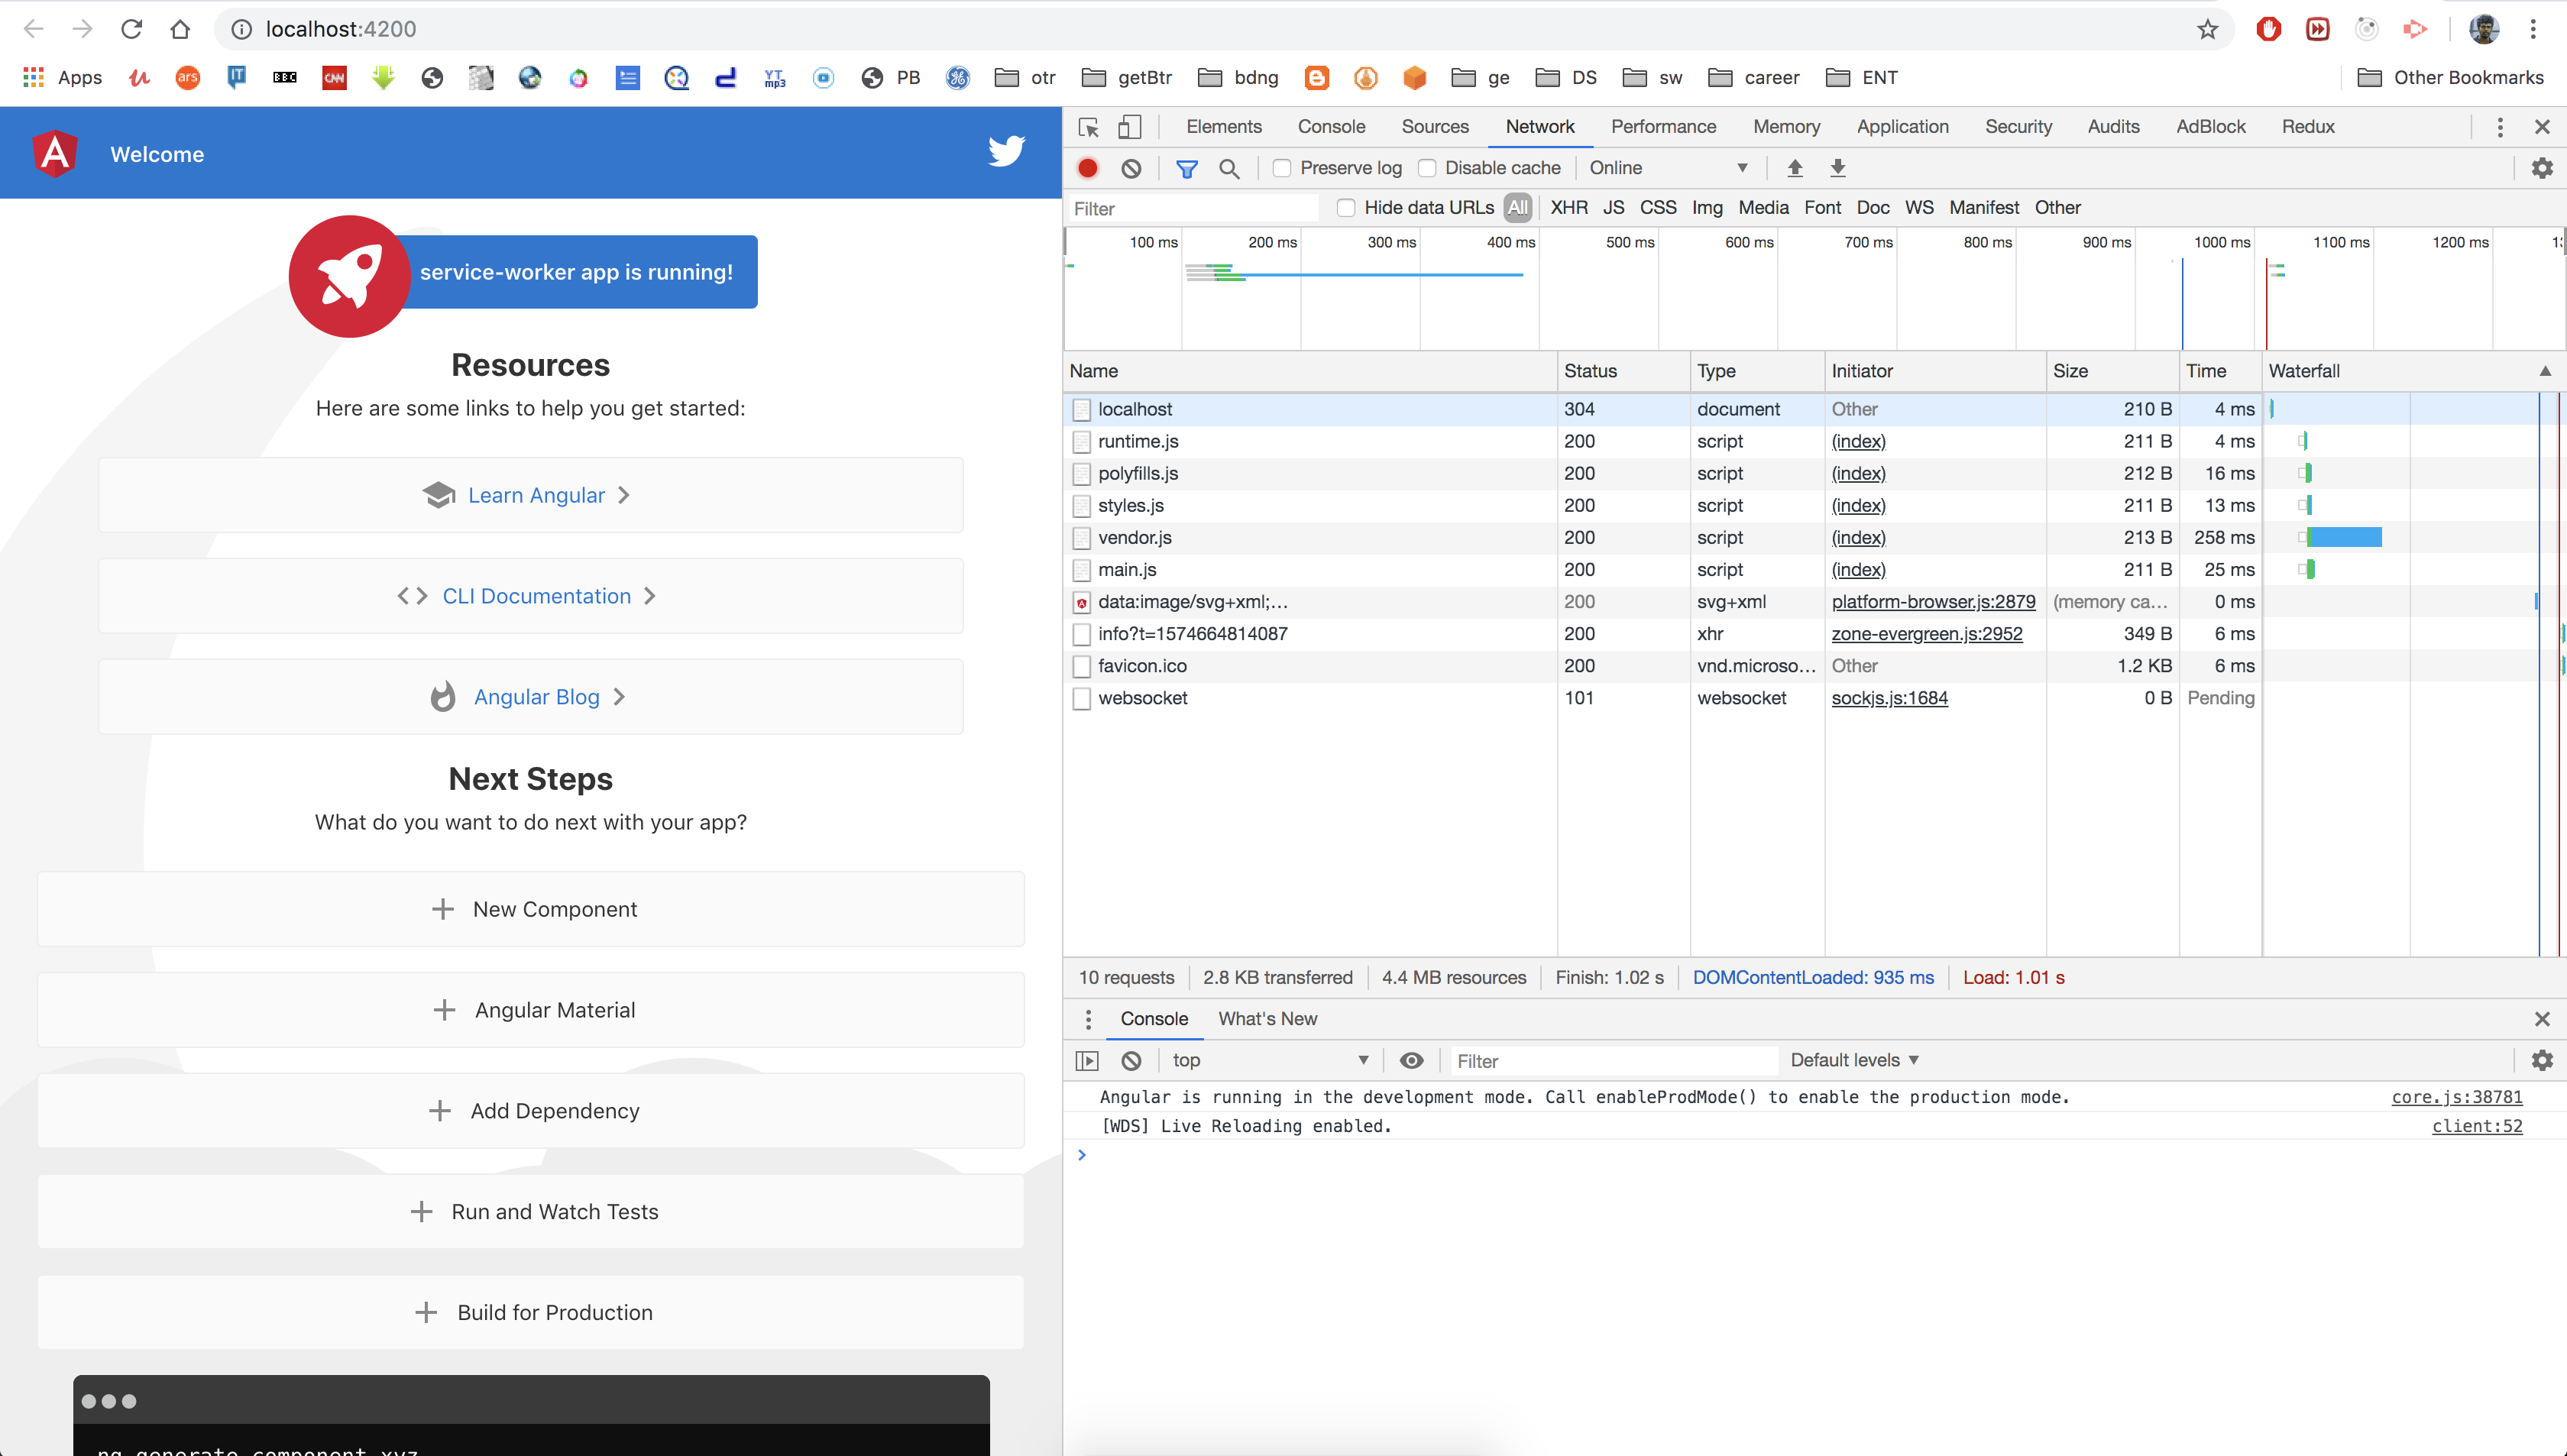 localhost:4200
Apps
ars
IT
BBC
CNN
YT mp3
PB
otr
getBtr
bdng
ge
DS
sw
career
ENT
Other Bookmarks
A Welcome
service-worker app is running!
Resources
Here are some links to help you get started:
Learn Angular
CLI Documentation
Angular Blog
Next Steps
What do you want to do next with your app?
New Component
Angular Material
Add Dependency
Run and Watch Tests
Build for Production
ng generate component xyz
Elements Console Sources Network Performance Memory Application Security Audits AdBlock Redux
Preserve log Disable cache Online
Filter Hide data URLs All XHR JS CSS Img Media Font Doc WS Manifest Other
100 ms 200 ms 300 ms 400 ms 500 ms 600 ms 700 ms 800 ms 900 ms 1000 ms 1100 ms 1200 ms
Name Status Type Initiator Size Time Waterfall
localhost 304 document Other 210 B 4 ms
runtime.js 200 script (index) 211 B 4 ms
polyfills.js 200 script (index) 212 B 16 ms
styles.js 200 script (index) 211 B 13 ms
vendor.js 200 script (index) 213 B 258 ms
main.js 200 script (index) 211 B 25 ms
data:image/svg+xml;… 200 svg+xml platform-browser.js:2879 (memory ca… 0 ms
info?t=1574664814087 200 xhr zone-evergreen.js:2952 349 B 6 ms
favicon.ico 200 vnd.microso… Other 1.2 KB 6 ms
websocket 101 websocket sockjs.js:1684 0 B Pending
10 requests 2.8 KB transferred 4.4 MB resources Finish: 1.02 s DOMContentLoaded: 935 ms Load: 1.01 s
Console What's New
top Filter Default levels
Angular is running in the development mode. Call enableProdMode() to enable the production mode. core.js:38781
[WDS] Live Reloading enabled. client:52